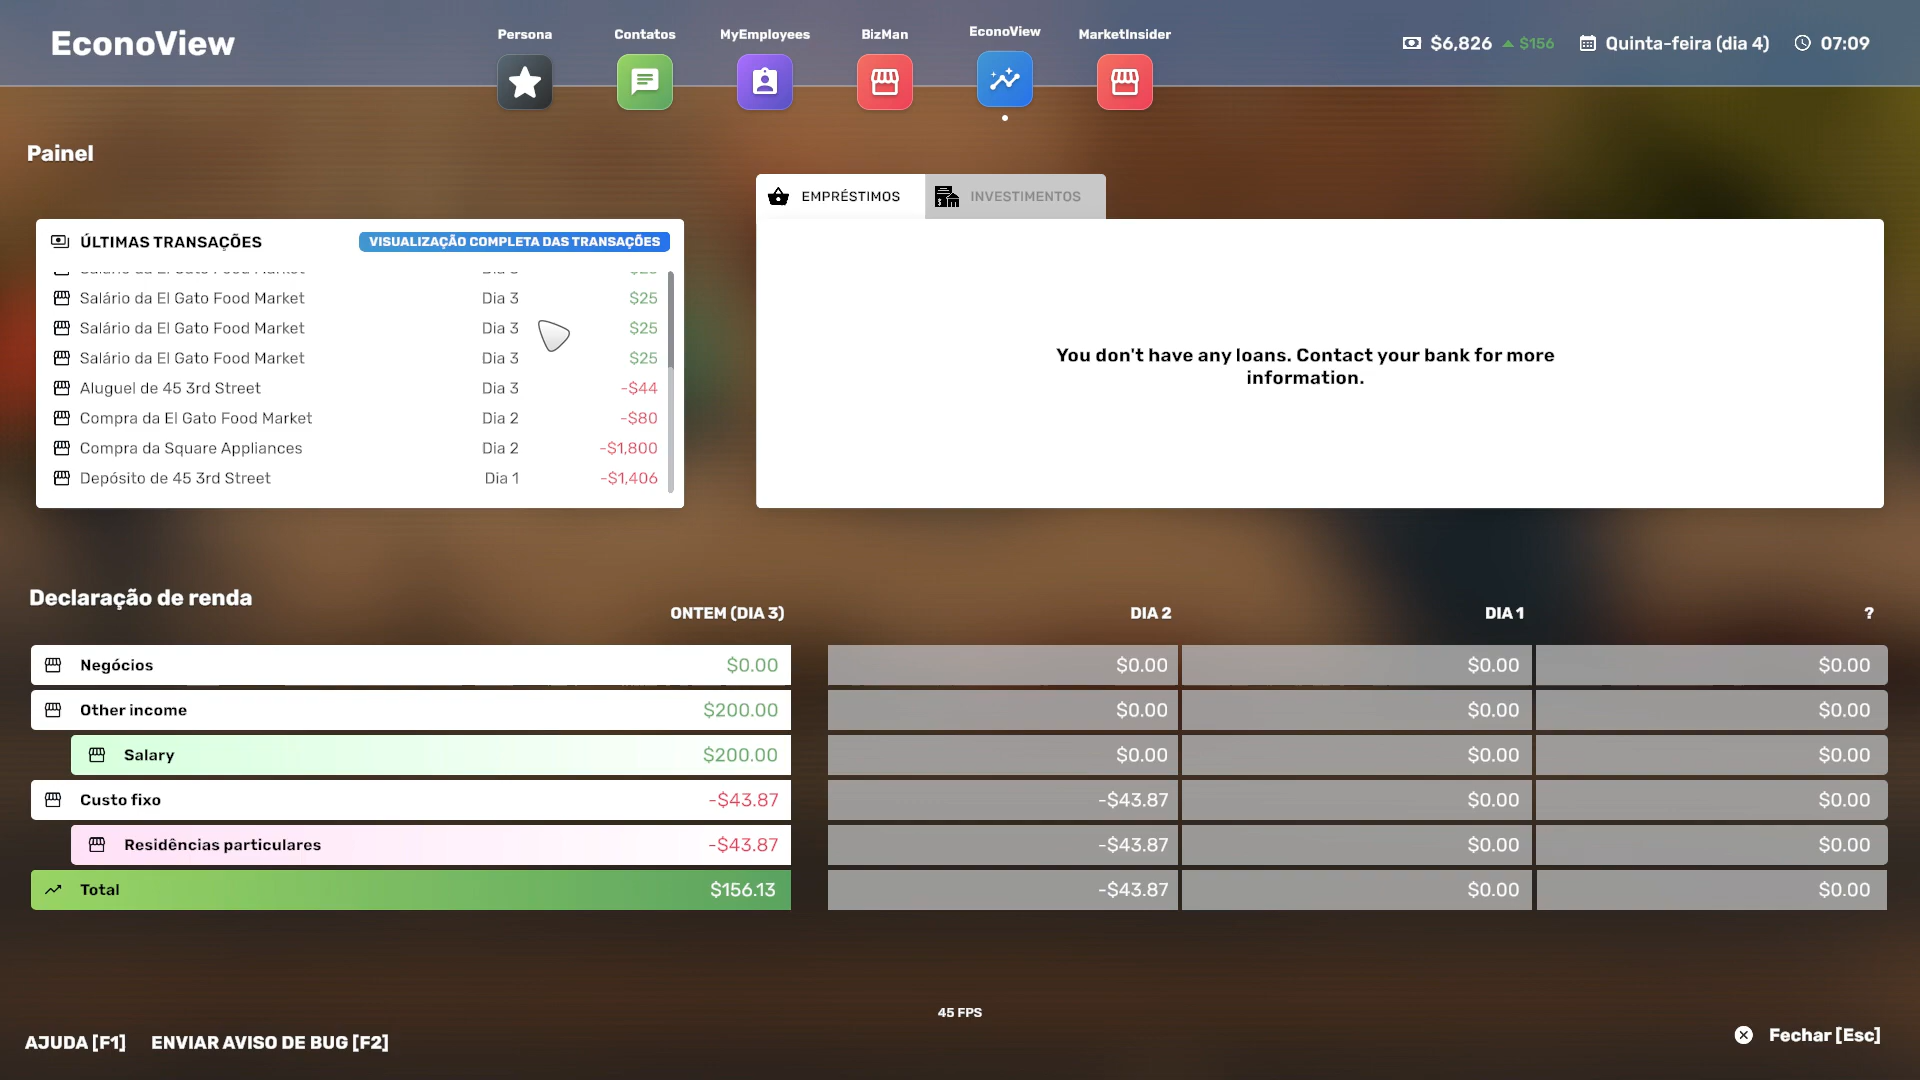 EconoView
Persona
Contatos
MyEmployees
BizMan
EconoView
MarketInsider
$6,826 $156 Quinta-feira (dia 4) 07:09
Painel
EMPRÉSTIMOS INVESTIMENTOS
ÚLTIMAS TRANSAÇÕES VISUALIZAÇÃO COMPLETA DAS TRANSAÇÕES
Salário da El Gato Food Market Dia 3 $25
Salário da El Gato Food Market Dia 3 $25
Salário da El Gato Food Market Dia 3 $25
Salário da El Gato Food Market Dia 3 $25
Aluguel de 45 3rd Street Dia 3 -$44
Compra da El Gato Food Market Dia 2 -$80
Compra da Square Appliances Dia 2 -$1,800
Depósito de 45 3rd Street Dia 1 -$1,406
You don't have any loans. Contact your bank for more
information.
Declaração de renda
ONTEM (DIA 3) DIA 2 DIA 1 ?
Negócios $0.00 $0.00 $0.00 $0.00
Other income $200.00 $0.00 $0.00 $0.00
Salary $200.00 $0.00 $0.00 $0.00
Custo fixo -$43.87 -$43.87 $0.00 $0.00
Residências particulares -$43.87 -$43.87 $0.00 $0.00
Total $156.13 -$43.87 $0.00 $0.00
45 FPS
AJUDA [F1] ENVIAR AVISO DE BUG [F2]
Fechar [Esc]